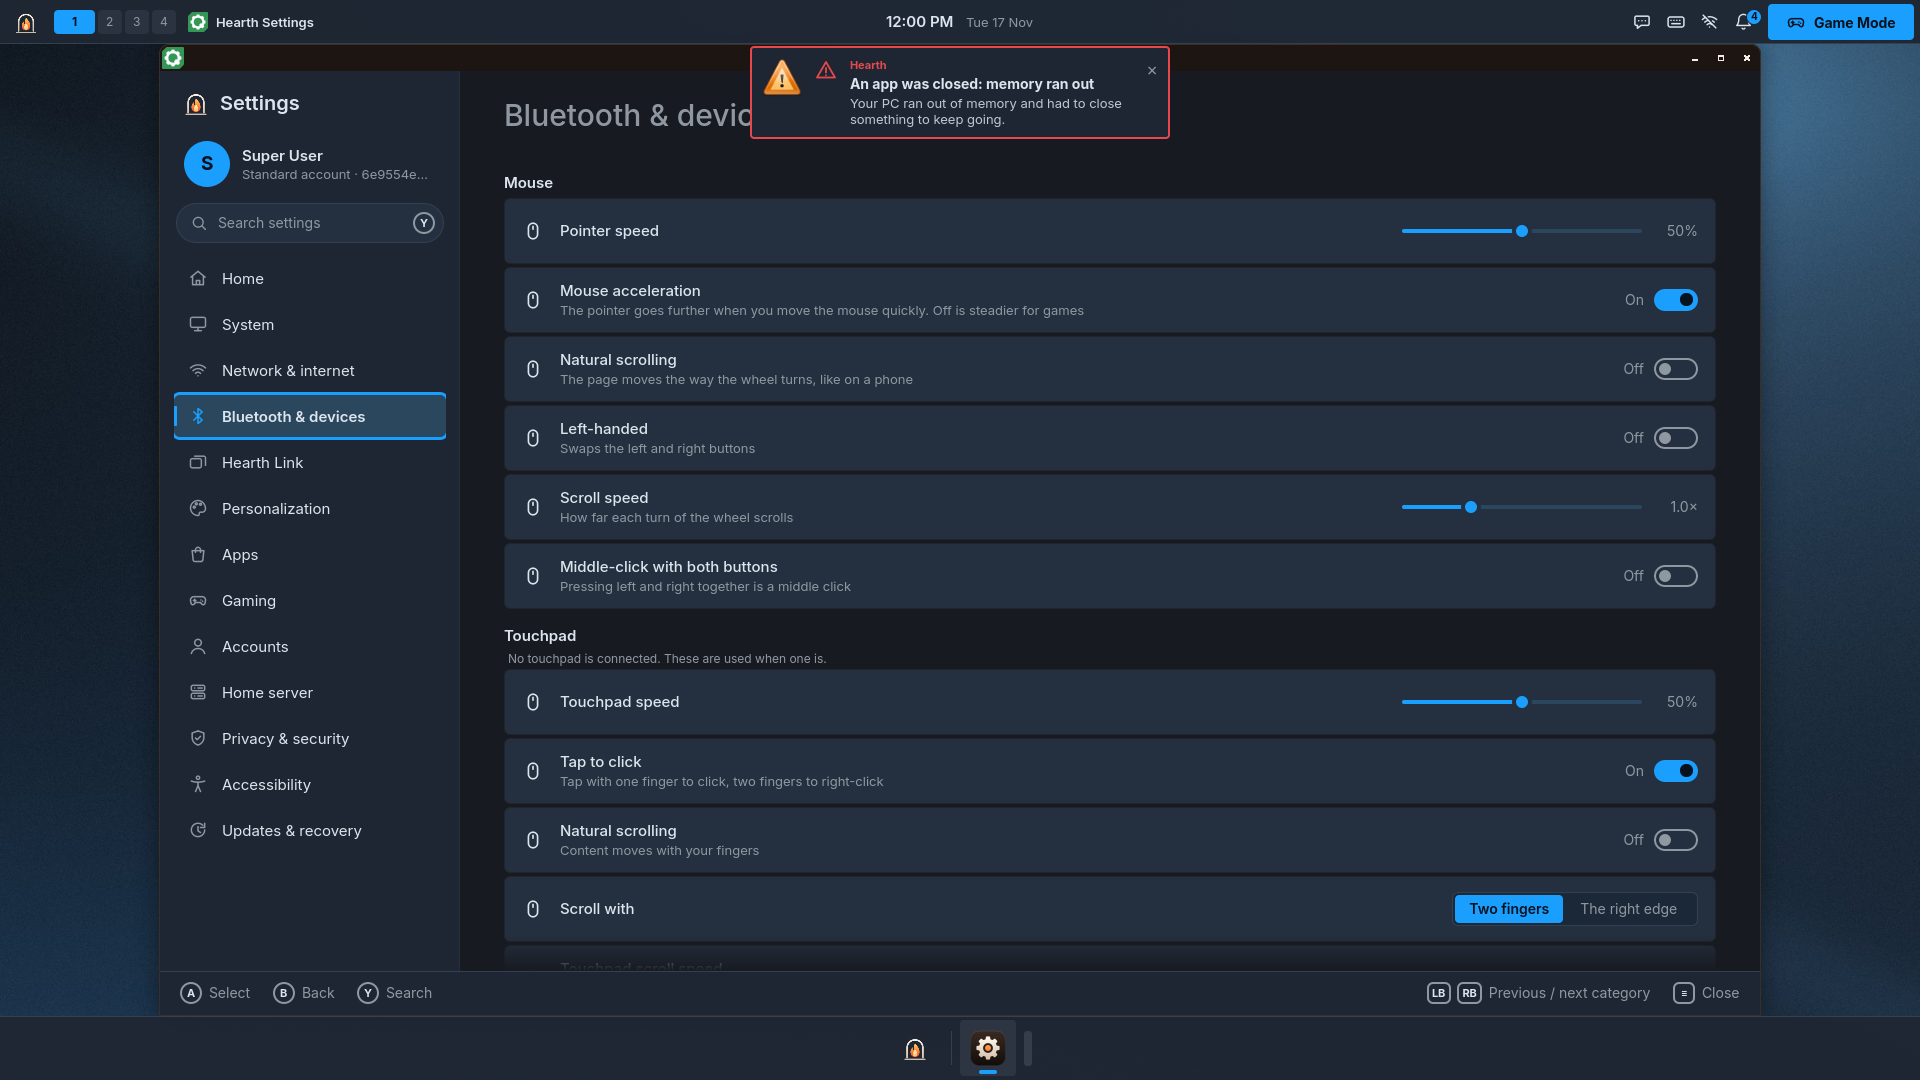 1 2 3 4 Hearth Settings
12:00 PM Tue 17 Nov
4 Game Mode
Hearth
An app was closed: memory ran out
Your PC ran out of memory and had to close
something to keep going.
Settings
S Super User
Standard account · 6e9554e...
Search settings Y
Home
System
Network & internet
Bluetooth & devices
Hearth Link
Personalization
Apps
Gaming
Accounts
Home server
Privacy & security
Accessibility
Updates & recovery
Bluetooth & devic
Mouse
Pointer speed 50%
Mouse acceleration
The pointer goes further when you move the mouse quickly. Off is steadier for games
On
Natural scrolling
The page moves the way the wheel turns, like on a phone
Off
Left-handed
Swaps the left and right buttons
Off
Scroll speed
How far each turn of the wheel scrolls
1.0×
Middle-click with both buttons
Pressing left and right together is a middle click
Off
Touchpad
No touchpad is connected. These are used when one is.
Touchpad speed 50%
Tap to click
Tap with one finger to click, two fingers to right-click
On
Natural scrolling
Content moves with your fingers
Off
Scroll with Two fingers The right edge
Touchpad scroll speed
A Select B Back Y Search
LB RB Previous / next category Close